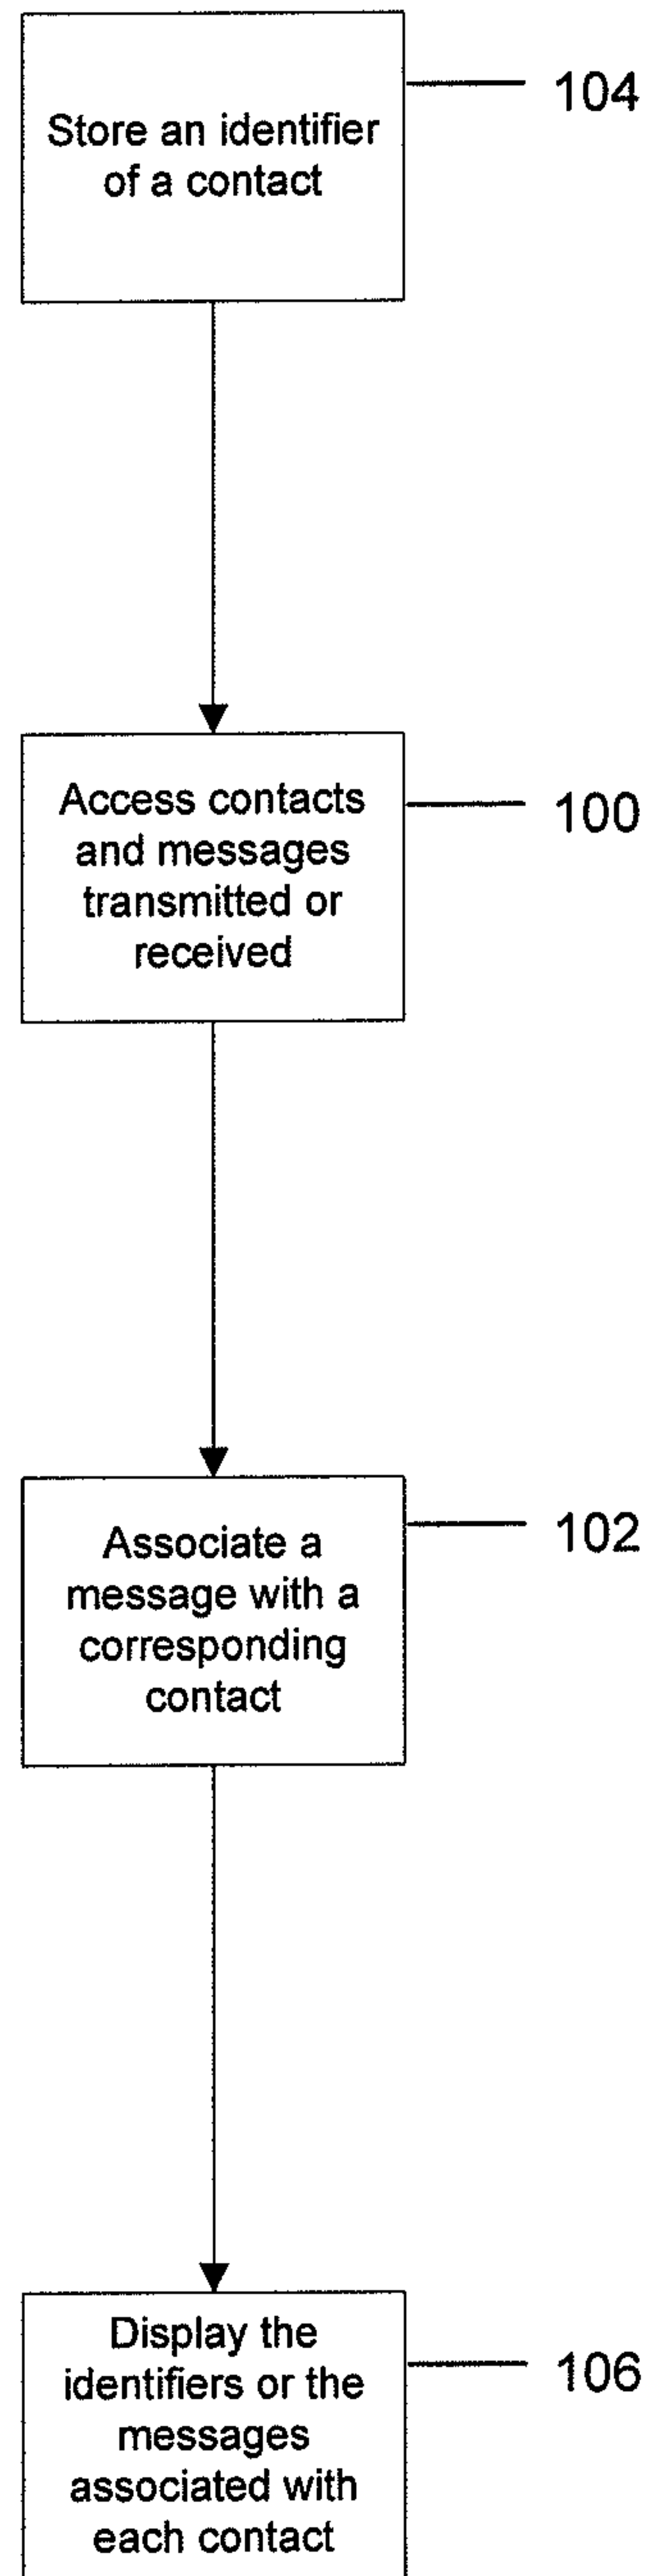 Store an identifier
of a contact
104
Access contacts
and messages
transmitted or
received
100
Associate a
message with a
corresponding
contact
102
Display the
identifiers or the
messages
associated with
each contact
106